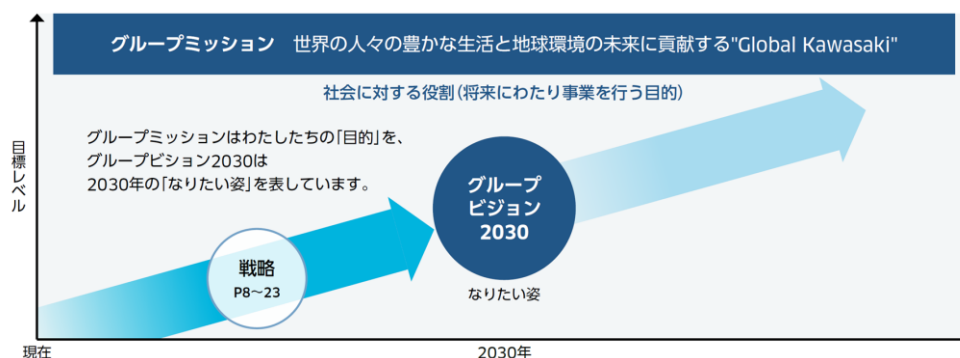 グループミッション　世界の人々の豊かな生活と地球環境の未来に貢献する"Global Kawasaki"
社会に対する役割(将来にわたり事業を行う目的)
グループミッションはわたしたちの「目的」を、
グループビジョン2030は
2030年の「なりたい姿」を表しています。
目標レベル
グループ
ビジョン
2030
戦略
P8〜23
なりたい姿
現在
2030年